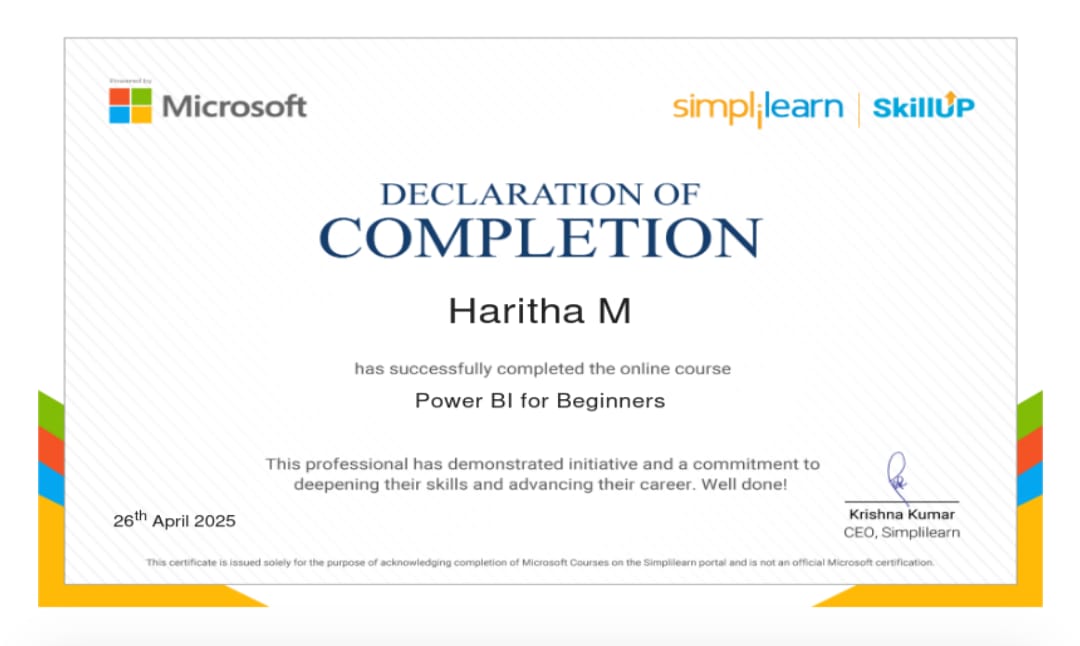 Powered by
Microsoft
simplilearn | SkillUP
DECLARATION OF
COMPLETION
Haritha M
has successfully completed the online course
Power BI for Beginners
This professional has demonstrated initiative and a commitment to
deepening their skills and advancing their career. Well done!
26th April 2025
Krishna Kumar
CEO, Simplilearn
This certificate is issued solely for the purpose of acknowledging completion of Microsoft Courses on the Simplilearn portal and is not an official Microsoft certification.